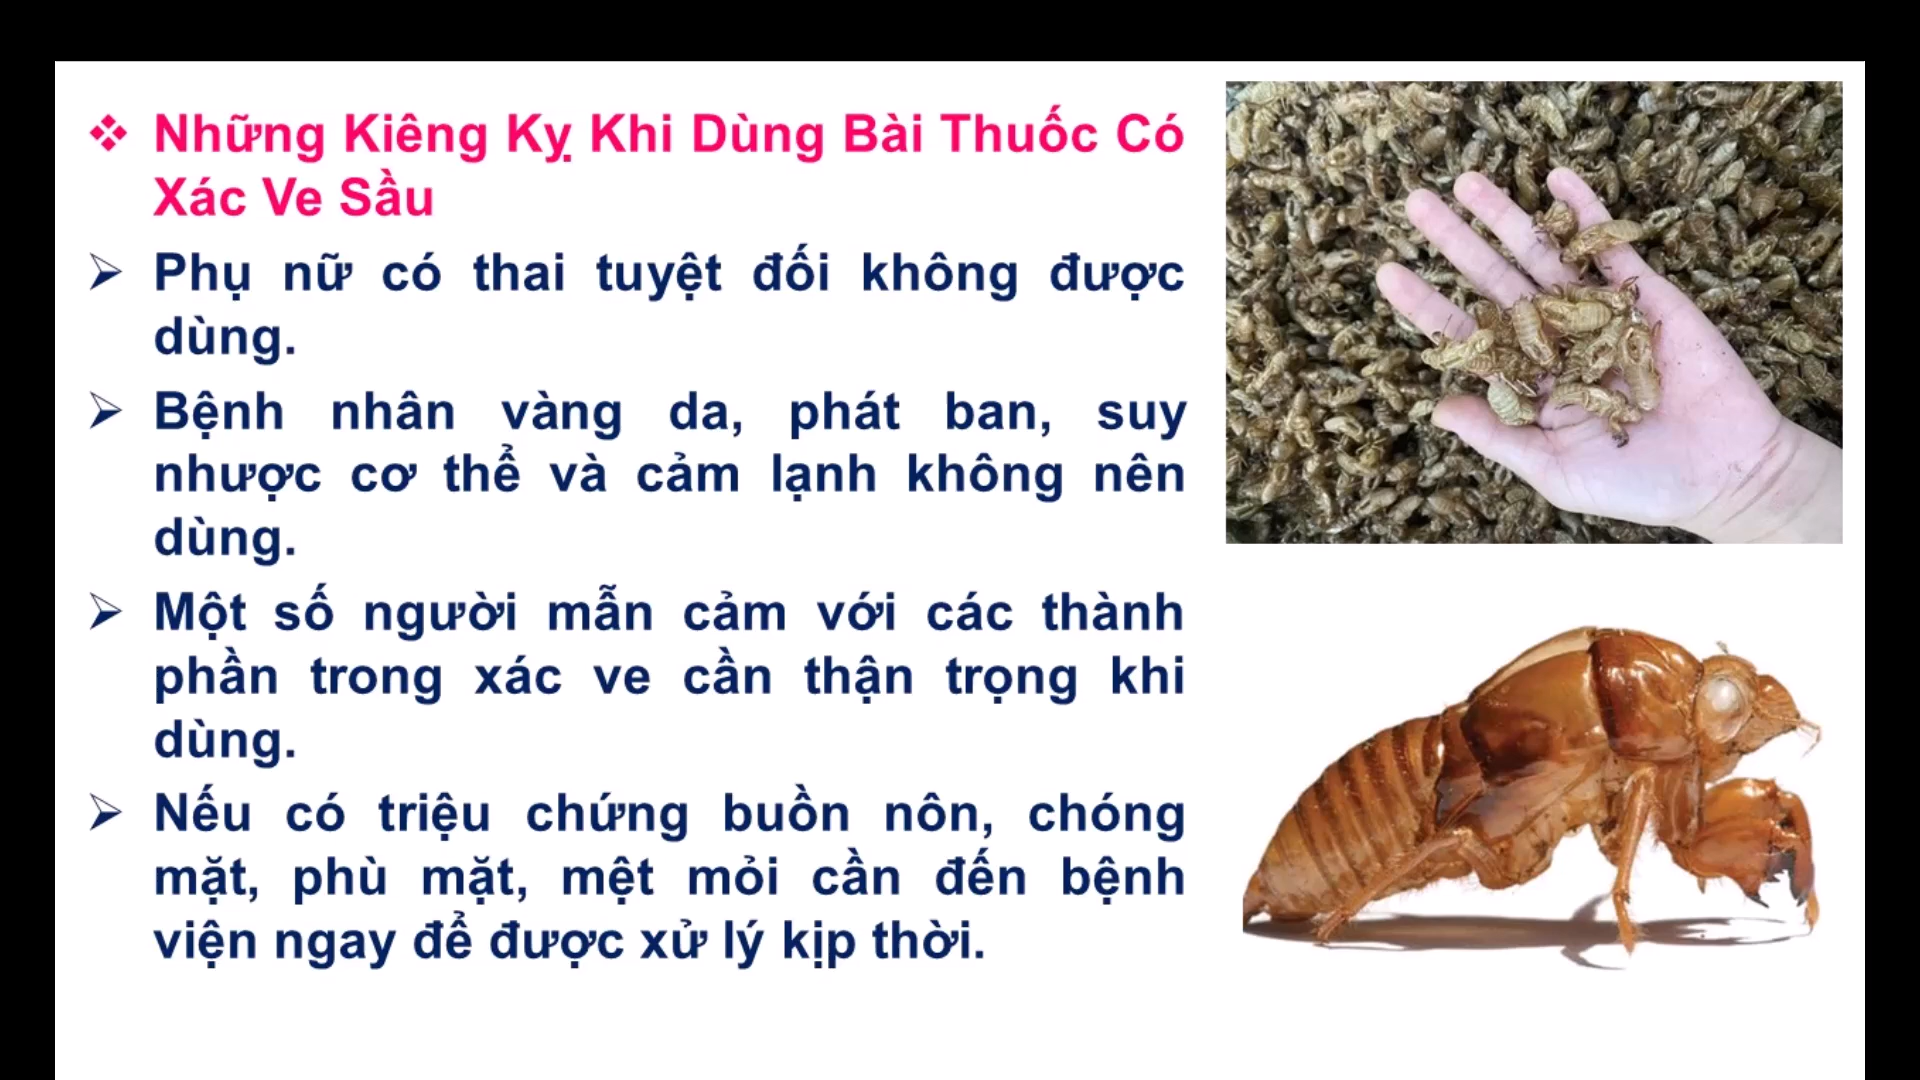 Những Kiêng Kỵ Khi Dùng Bài Thuốc Có
Xác Ve Sầu
Phụ nữ có thai tuyệt đối không được
dùng.
Bệnh nhân vàng da, phát ban, suy
nhược cơ thể và cảm lạnh không nên
dùng.
Một số người mẫn cảm với các thành
phần trong xác ve cần thận trọng khi
dùng.
Nếu có triệu chứng buồn nôn, chóng
mặt, phù mặt, mệt mỏi cần đến bệnh
viện ngay để được xử lý kịp thời.